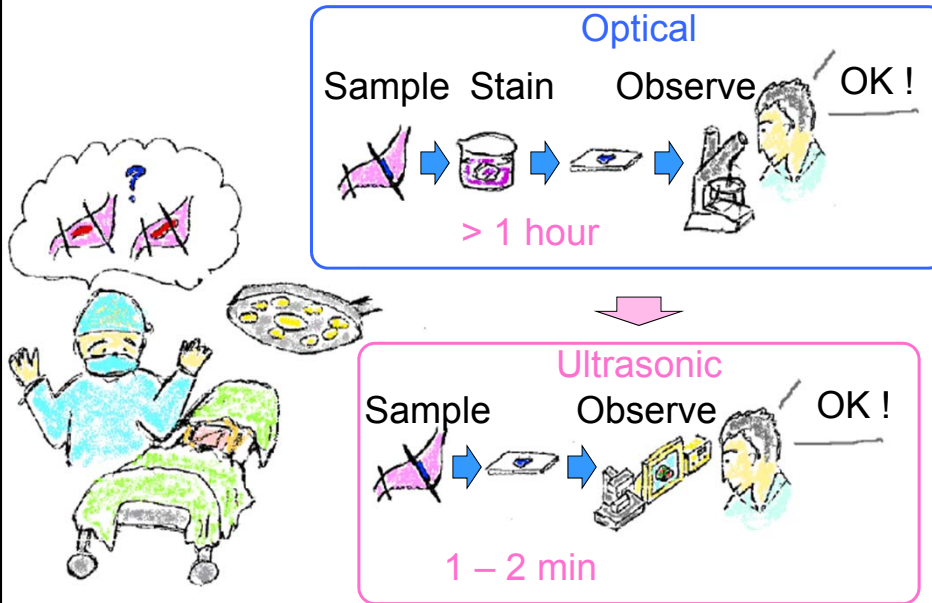 Optical
Sample Stain Observe
OK !
> 1 hour
?
Ultrasonic
Sample Observe
OK !
1 – 2 min